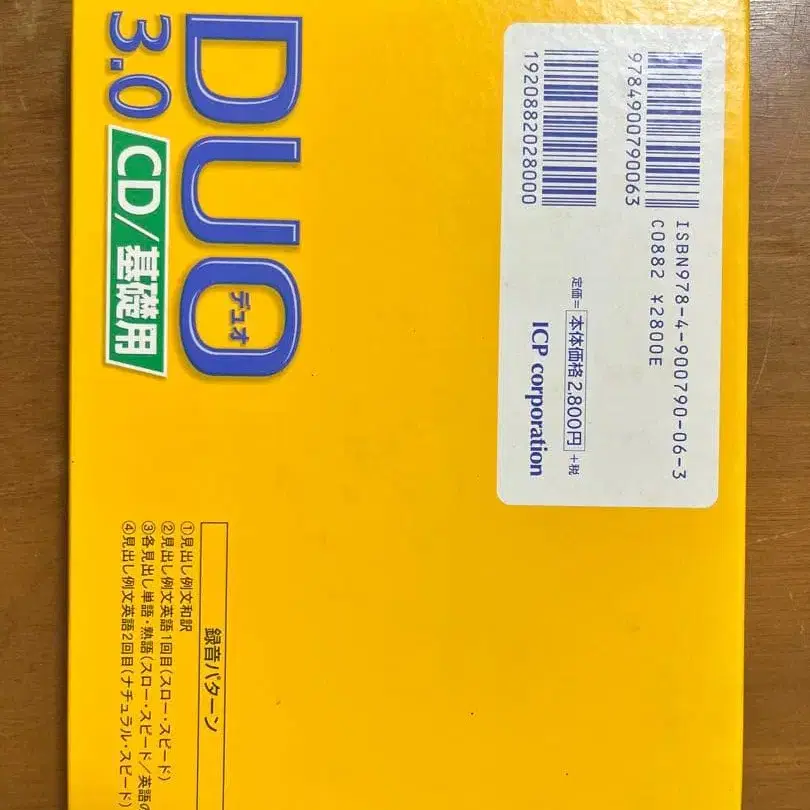 9784900790063
1920882028000
ISBN978-4-900790-06-3
C0882 ¥2800E
定価=本体価格2,800円+税
ICP corporation
DUO
デュオ
3.0
CD/基礎用
録音パターン
①見出し例文和訳
②見出し例文英語1回目(スロー・スピード)
③各見出し単語・熟語(スロー・スピード/英語の
④見出し例文英語2回目(ナチュラル・スピード)